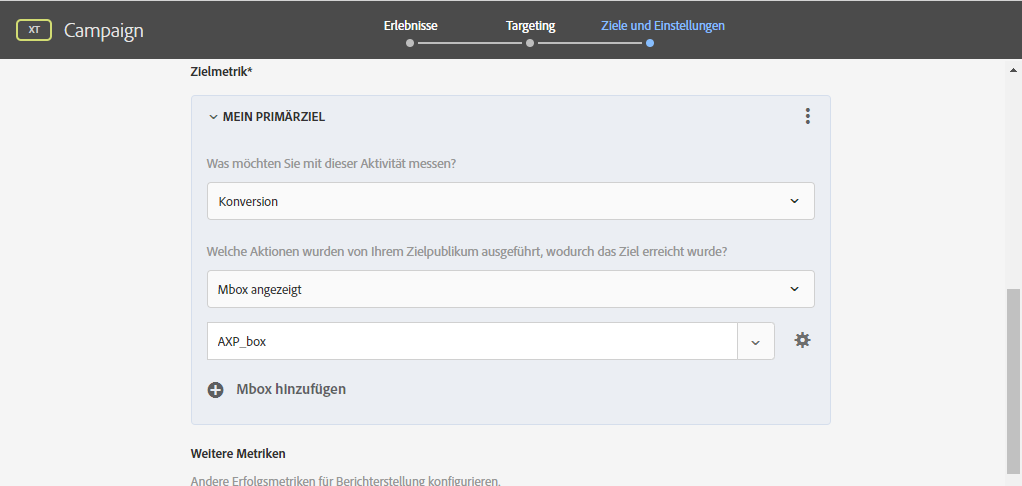 XT Campaign Erlebnisse Targeting Ziele und Einstellungen
Zielmetrik*
MEIN PRIMÄRZIEL
Was möchten Sie mit dieser Aktivität messen?
Konversion
Welche Aktionen wurden von Ihrem Zielpublikum ausgeführt, wodurch das Ziel erreicht wurde?
Mbox angezeigt
AXP_box
Mbox hinzufügen
Weitere Metriken
Andere Erfolgsmetriken für Berichterstellung konfigurieren.